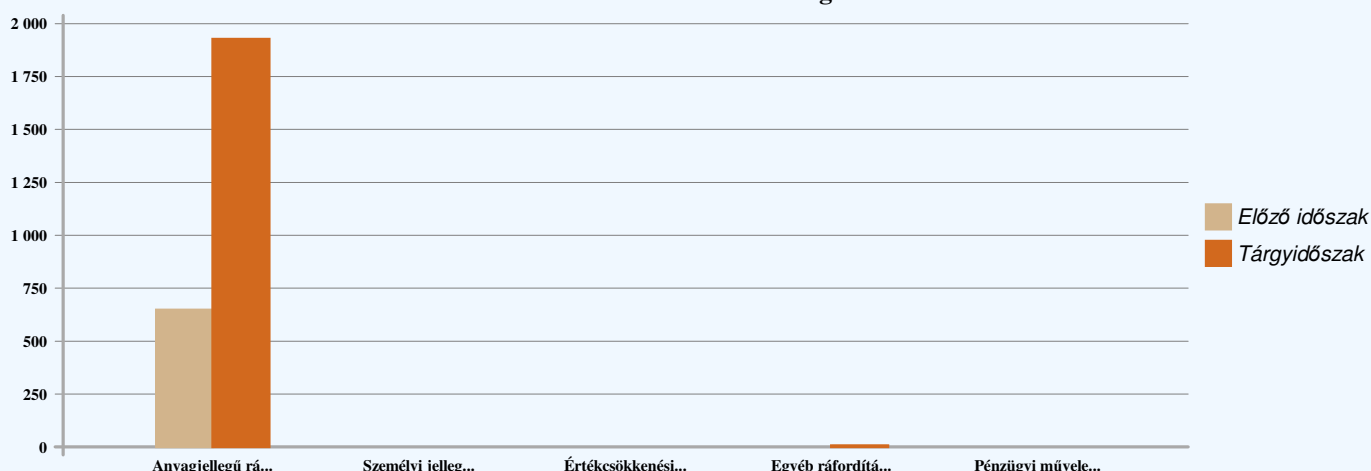 2 000
1 750
1 500
1 250
1 000
750
500
250
0
Anyagjellegű rá...
Személyi jelleg...
Értékcsökkenési...
Egyéb ráfordítá...
Pénzügyi művele...
Előző időszak
Tárgyidőszak